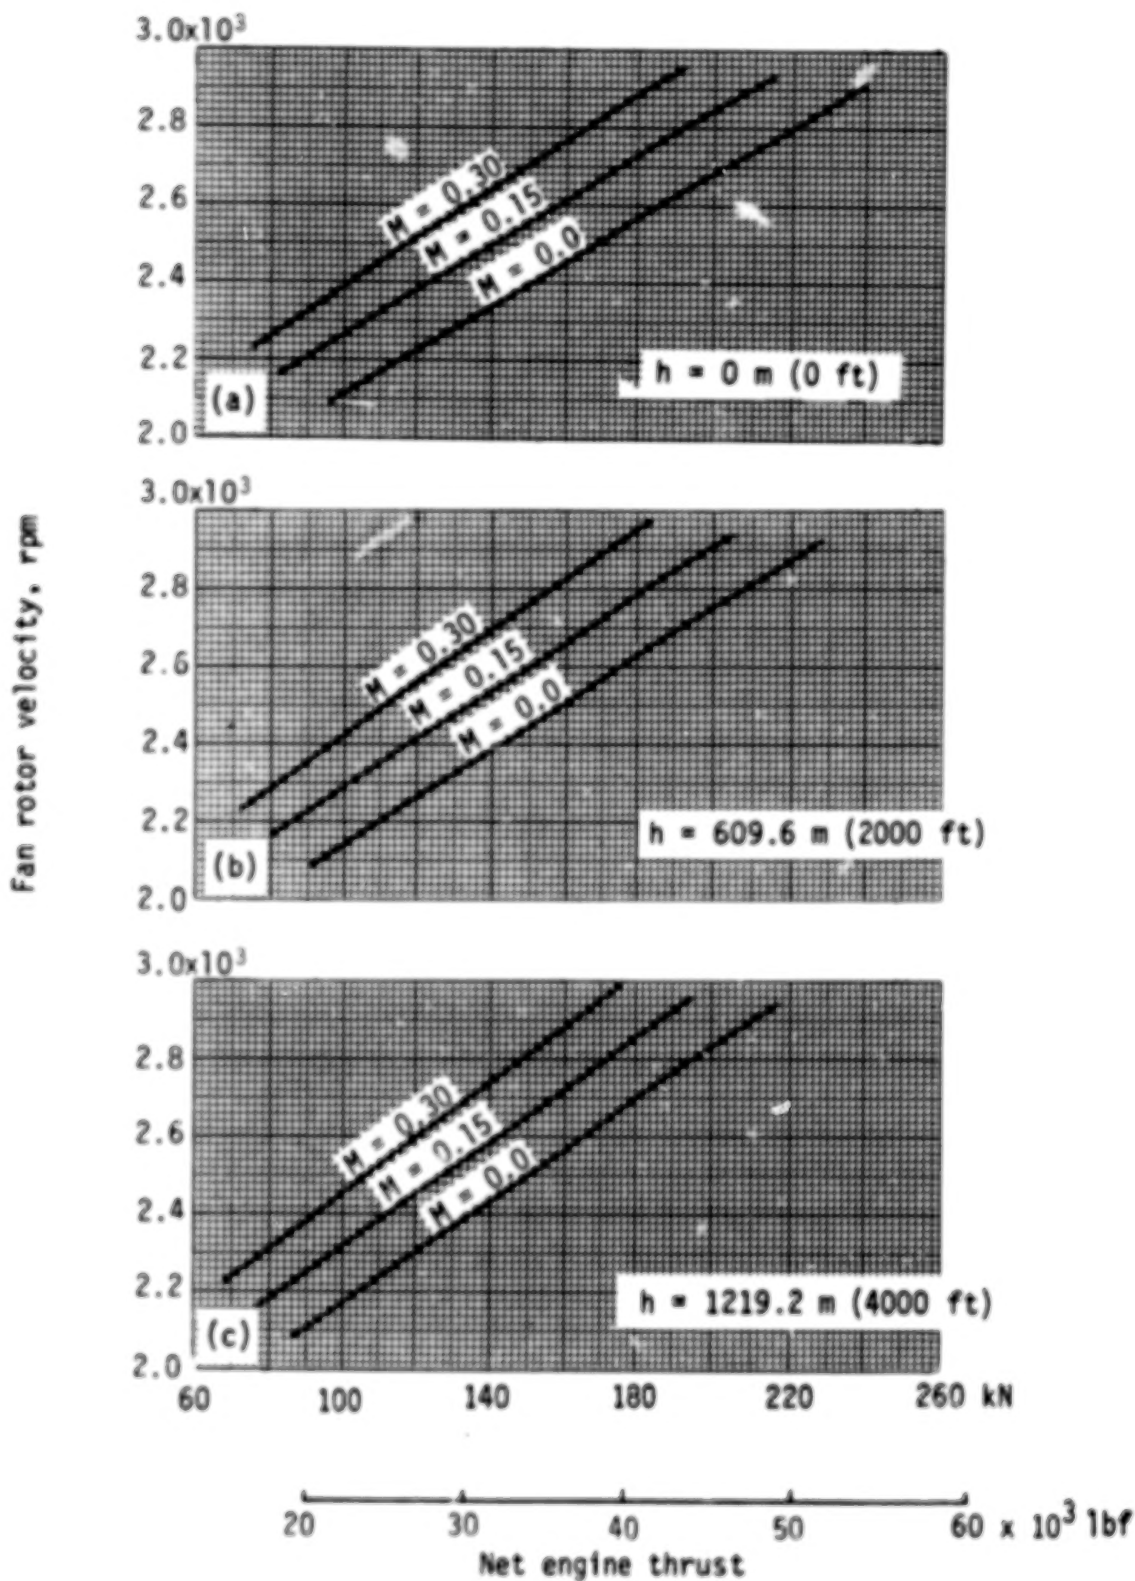 3.0x10³
2.8
2.6
2.4
2.2
2.0
M = 0.30
M = 0.15
M = 0.0
h = 0 m (0 ft)
(a)
Fan rotor velocity, rpm
3.0x10³
2.8
2.6
2.4
2.2
2.0
M = 0.30
M = 0.15
M = 0.0
h = 609.6 m (2000 ft)
(b)
3.0x10³
2.8
2.6
2.4
2.2
2.0
M = 0.30
M = 0.15
M = 0.0
h = 1219.2 m (4000 ft)
(c)
60 100 140 180 220 260 kN
20 30 40 50 60 x 10³ lbf
Net engine thrust